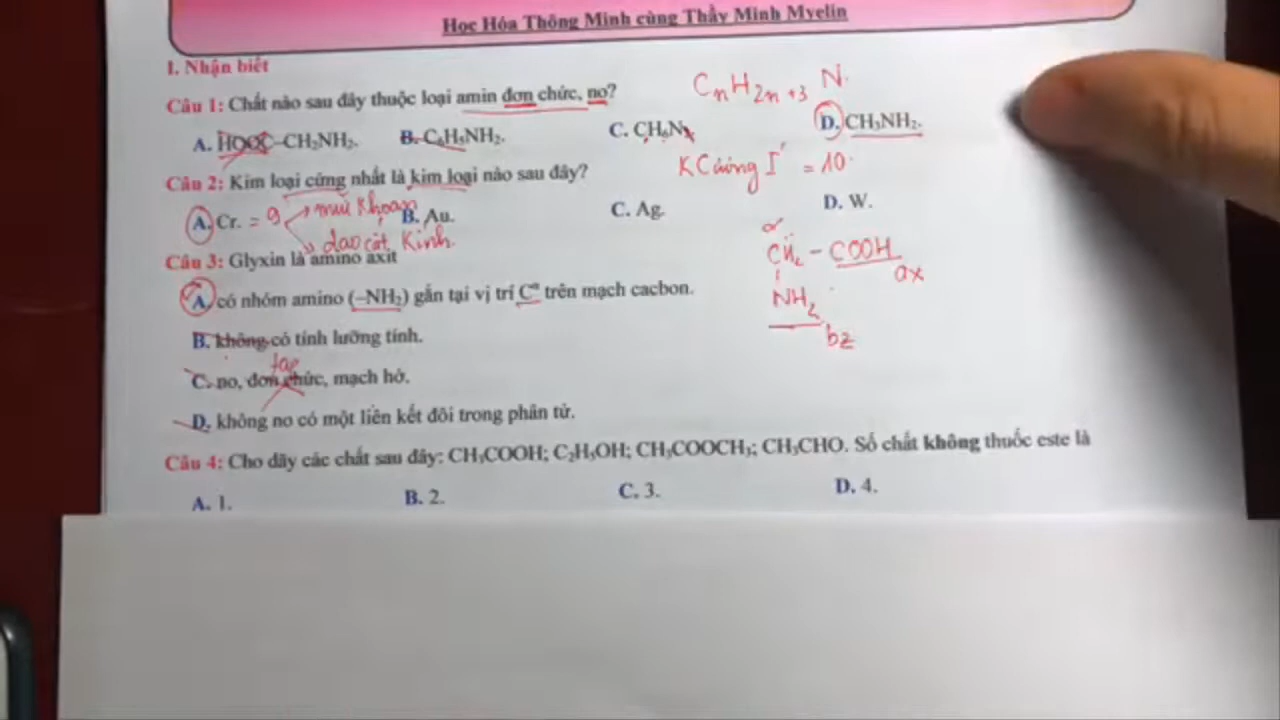 Học Hóa Thông Minh cùng Thầy Minh Myelin
I. Nhận biết
Câu 1: Chất nào sau đây thuộc loại amin đơn chức, no?
CnH2n+3 N.
A. HOOC–CH2NH2. B. C6H5NH2. C. CH6N2 D. CH3NH2.
K Cương I' = 10.
Câu 2: Kim loại cứng nhất là kim loại nào sau đây?
A. Cr. = 9 mũi khoan B. Au. C. Ag. D. W.
dao cắt kính.
Câu 3: Glyxin là amino axit
α
CH2 – COOH
ax
NH2
bz
A. có nhóm amino (–NH2) gắn tại vị trí Cα trên mạch cacbon.
B. không có tính lưỡng tính.
tạp
C. no, đơn chức, mạch hở.
D. không no có một liên kết đôi trong phân tử.
Câu 4: Cho dãy các chất sau đây: CH3COOH; C2H5OH; CH3COOCH3; CH3CHO. Số chất không thuộc este là
A. 1. B. 2. C. 3. D. 4.